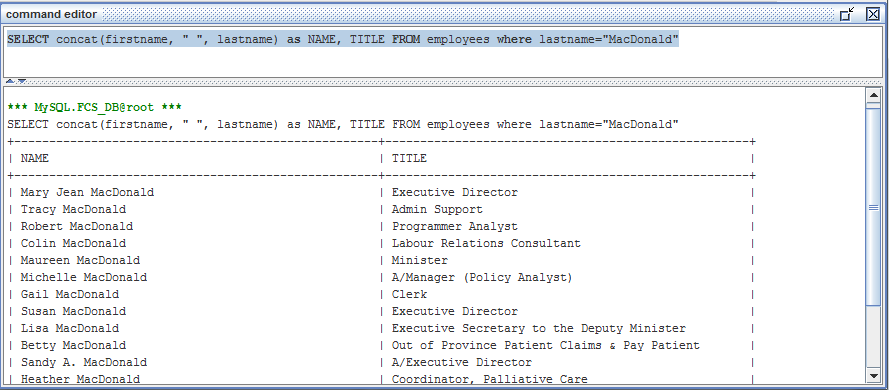 command editor
SELECT concat(firstname, " ", lastname) as NAME, TITLE FROM employees where lastname="MacDonald"
*** MySQL.FCS_DB@root ***
SELECT concat(firstname, " ", lastname) as NAME, TITLE FROM employees where lastname="MacDonald"
+----------------------------------------------------+----------------------------------------------------+
| NAME | TITLE |
+----------------------------------------------------+----------------------------------------------------+
| Mary Jean MacDonald | Executive Director |
| Tracy MacDonald | Admin Support |
| Robert MacDonald | Programmer Analyst |
| Colin MacDonald | Labour Relations Consultant |
| Maureen MacDonald | Minister |
| Michelle MacDonald | A/Manager (Policy Analyst) |
| Gail MacDonald | Clerk |
| Susan MacDonald | Executive Director |
| Lisa MacDonald | Executive Secretary to the Deputy Minister |
| Betty MacDonald | Out of Province Patient Claims & Pay Patient |
| Sandy A. MacDonald | A/Executive Director |
| Heather MacDonald | Coordinator, Palliative Care |